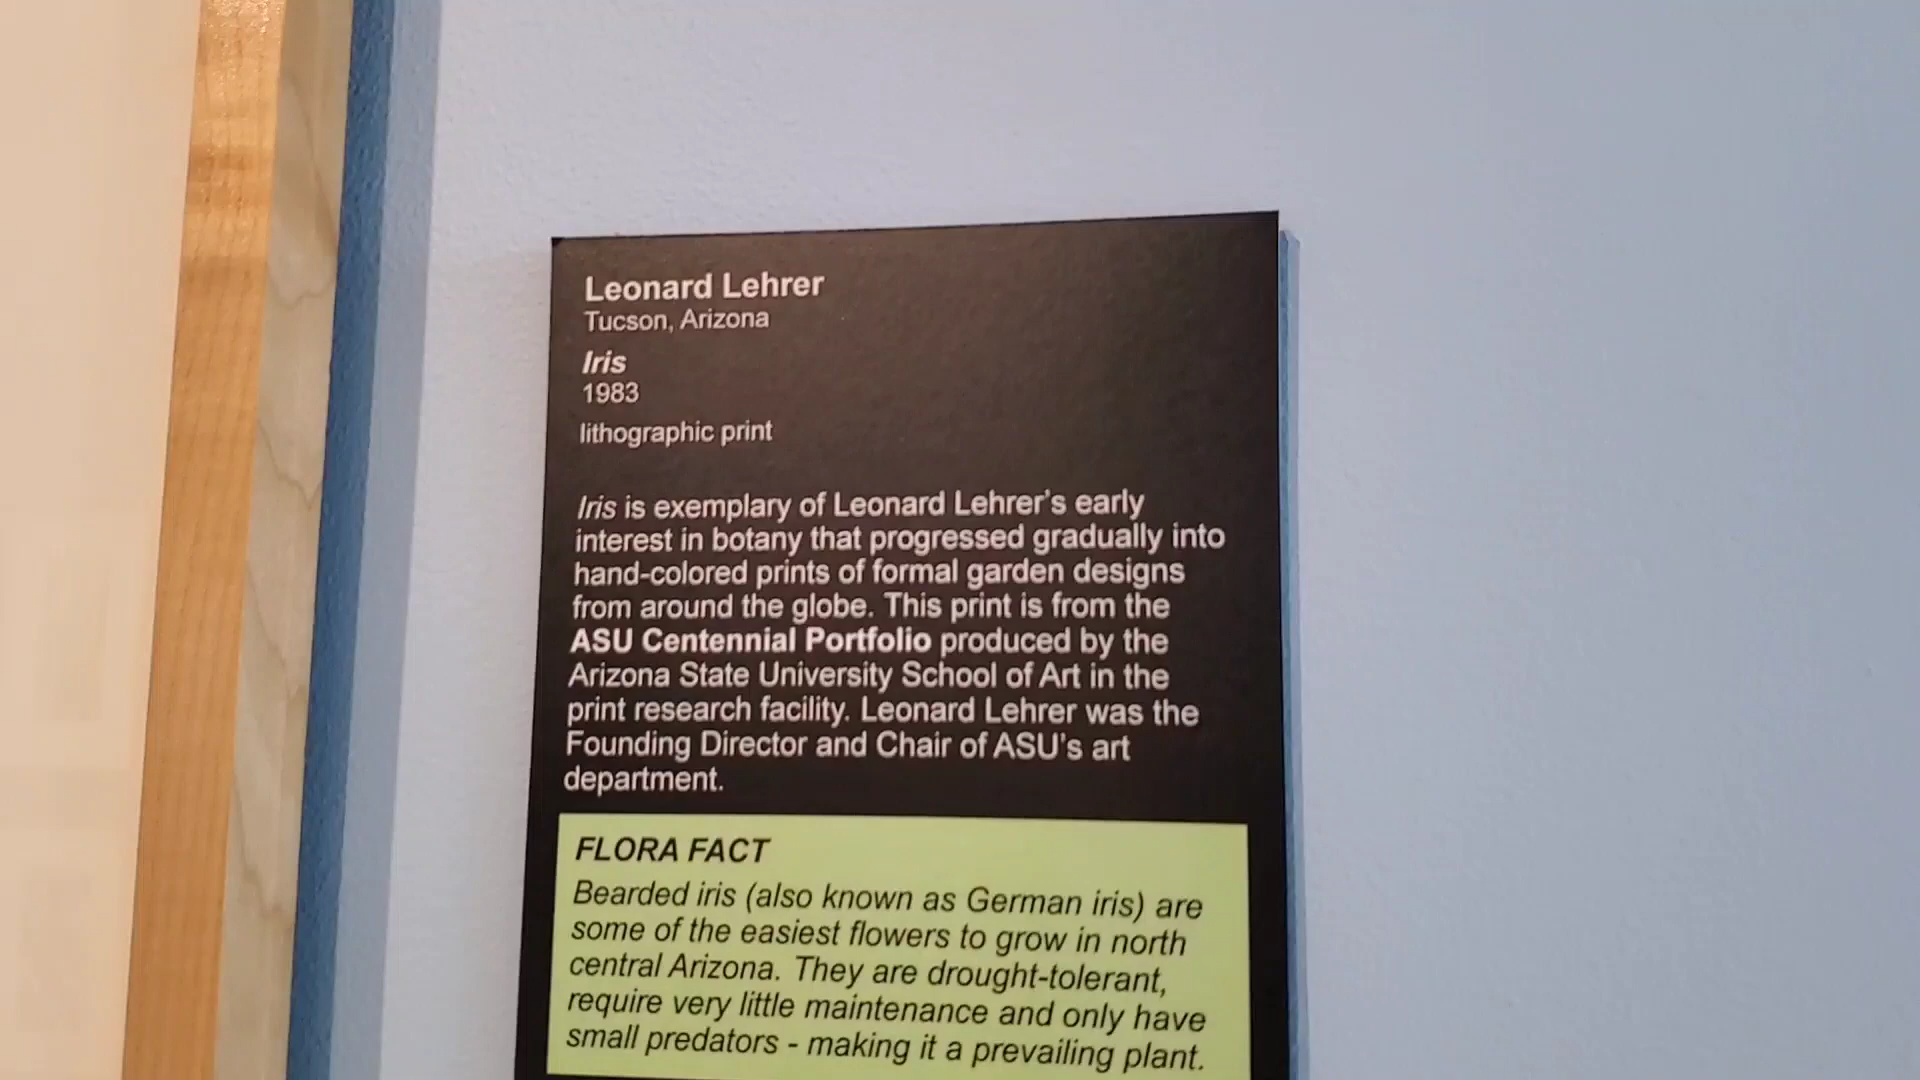 Leonard Lehrer
Tucson, Arizona
Iris
1983
lithographic print
Iris is exemplary of Leonard Lehrer's early
interest in botany that progressed gradually into
hand-colored prints of formal garden designs
from around the globe. This print is from the
ASU Centennial Portfolio produced by the
Arizona State University School of Art in the
print research facility. Leonard Lehrer was the
Founding Director and Chair of ASU's art
department.
FLORA FACT
Bearded iris (also known as German iris) are
some of the easiest flowers to grow in north
central Arizona. They are drought-tolerant,
require very little maintenance and only have
small predators - making it a prevailing plant.